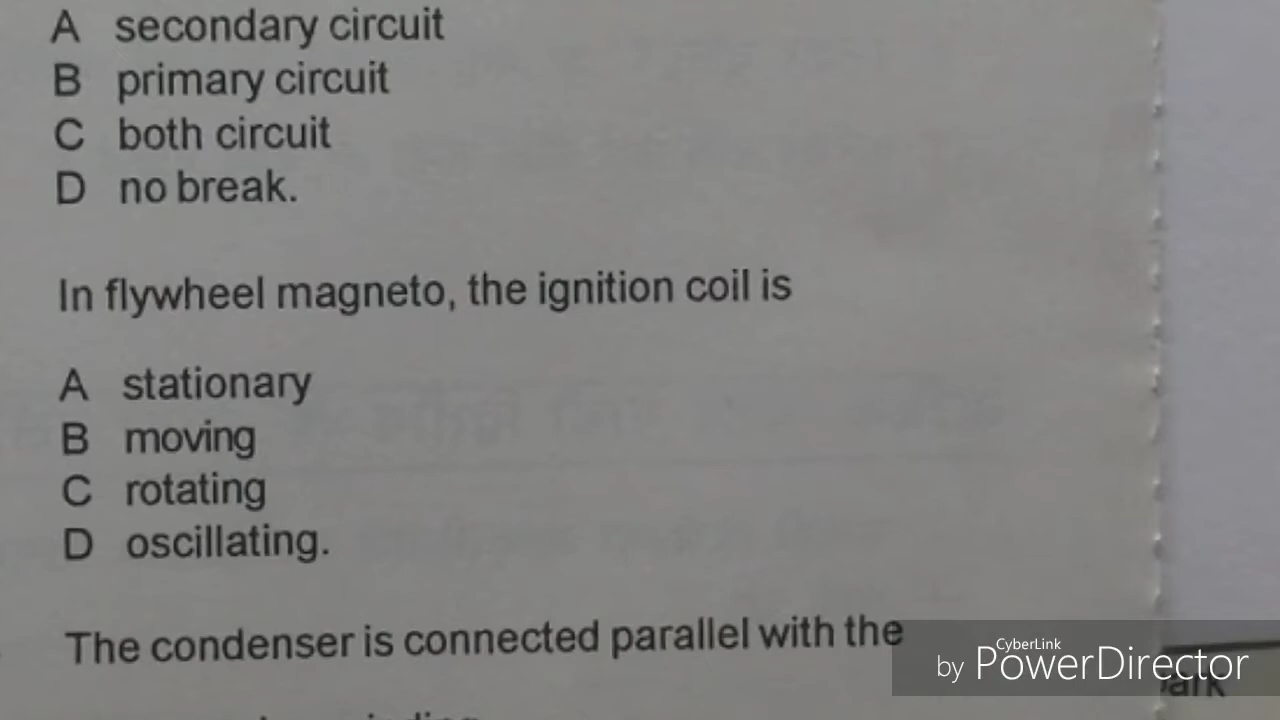 A secondary circuit
B primary circuit
C both circuit
D no break.
In flywheel magneto, the ignition coil is
A stationary
B moving
C rotating
D oscillating.
The condenser is connected parallel with the
CyberLink
by PowerDirector